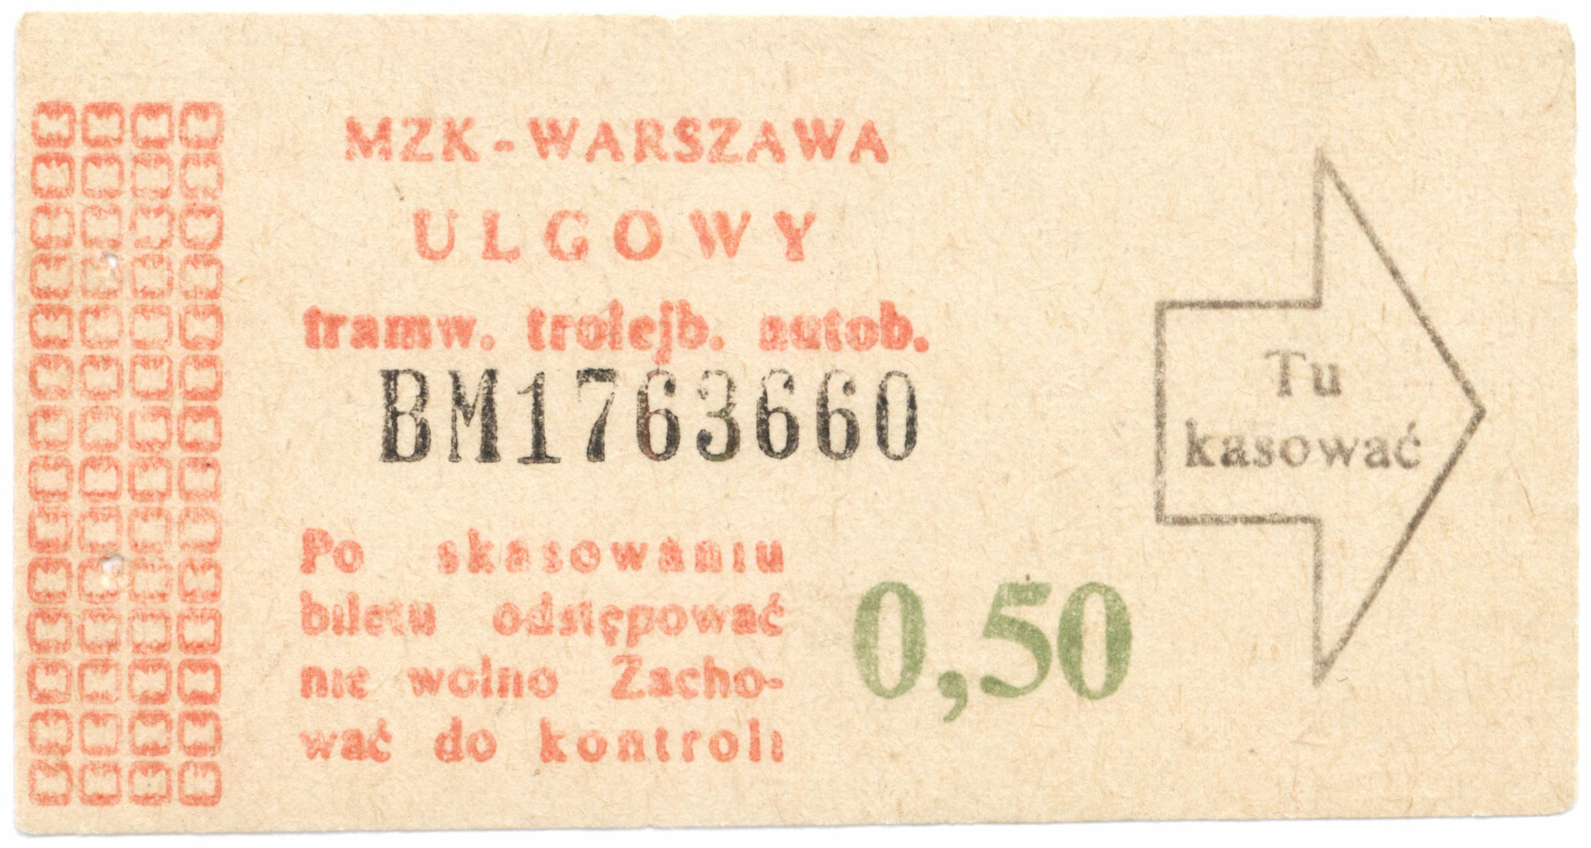 MZK-WARSZAWA
ULGOWY
tramw. trolejb. autob.
BM1763660
Po skasowaniu
biletu odstępować
nie wolno Zacho-
wać do kontroli
0,50
Tu
kasować